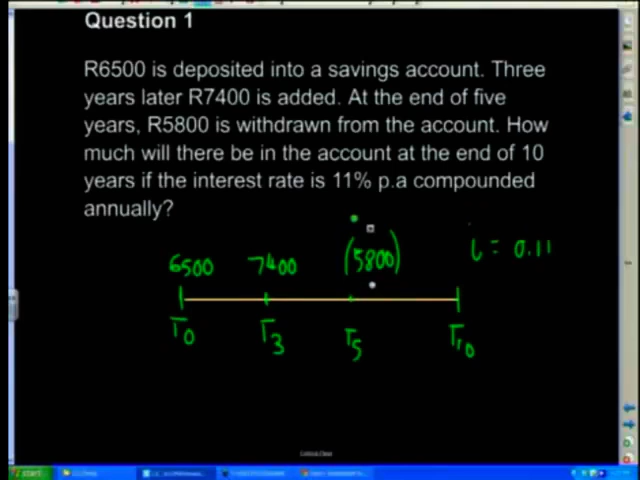 Question 1
R6500 is deposited into a savings account. Three
years later R7400 is added. At the end of five
years, R5800 is withdrawn from the account. How
much will there be in the account at the end of 10
years if the interest rate is 11% p.a compounded
annually?
6500 7400 (5800) i = 0.11
T0 T3 T5 T10
start